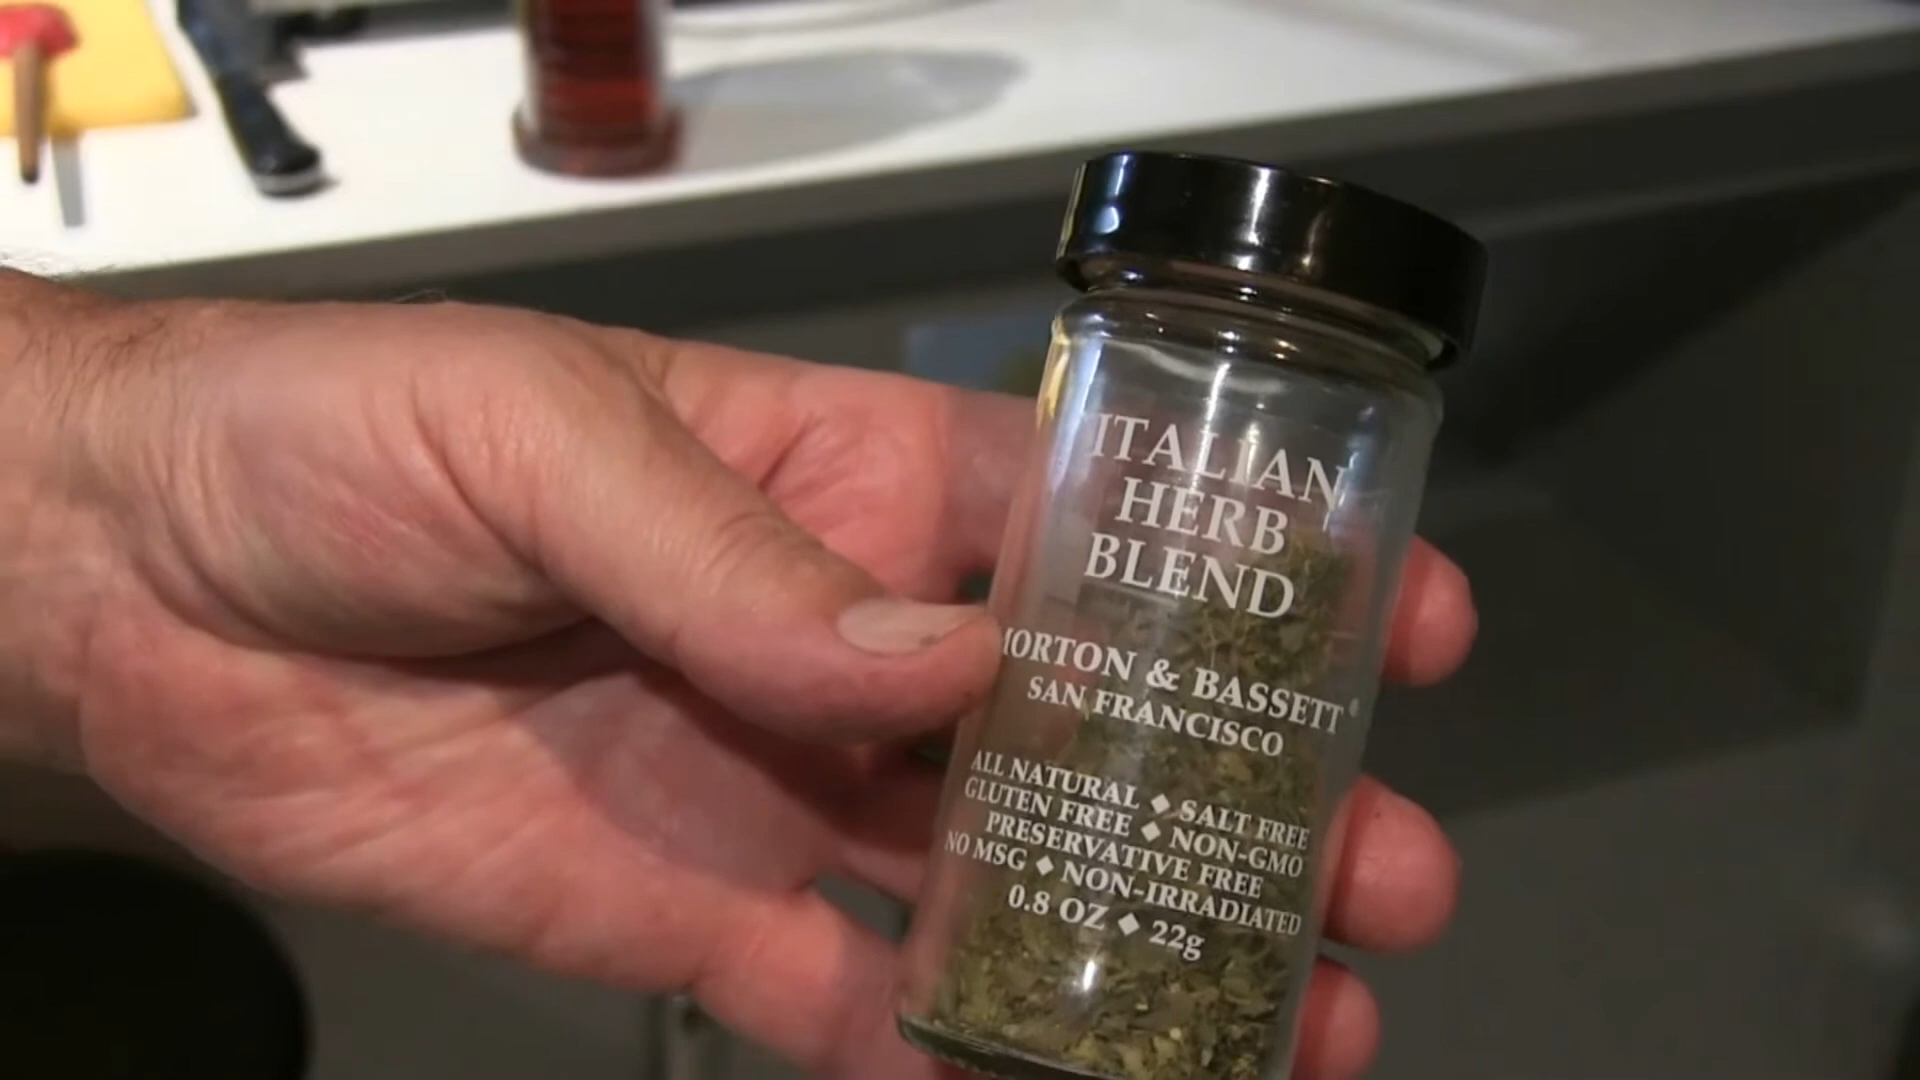 ITALIAN
HERB
BLEND
MORTON & BASSETT®
SAN FRANCISCO
ALL NATURAL ◆ SALT FREE
GLUTEN FREE ◆ NON-GMO
PRESERVATIVE FREE
NO MSG ◆ NON-IRRADIATED
0.8 OZ ◆ 22g